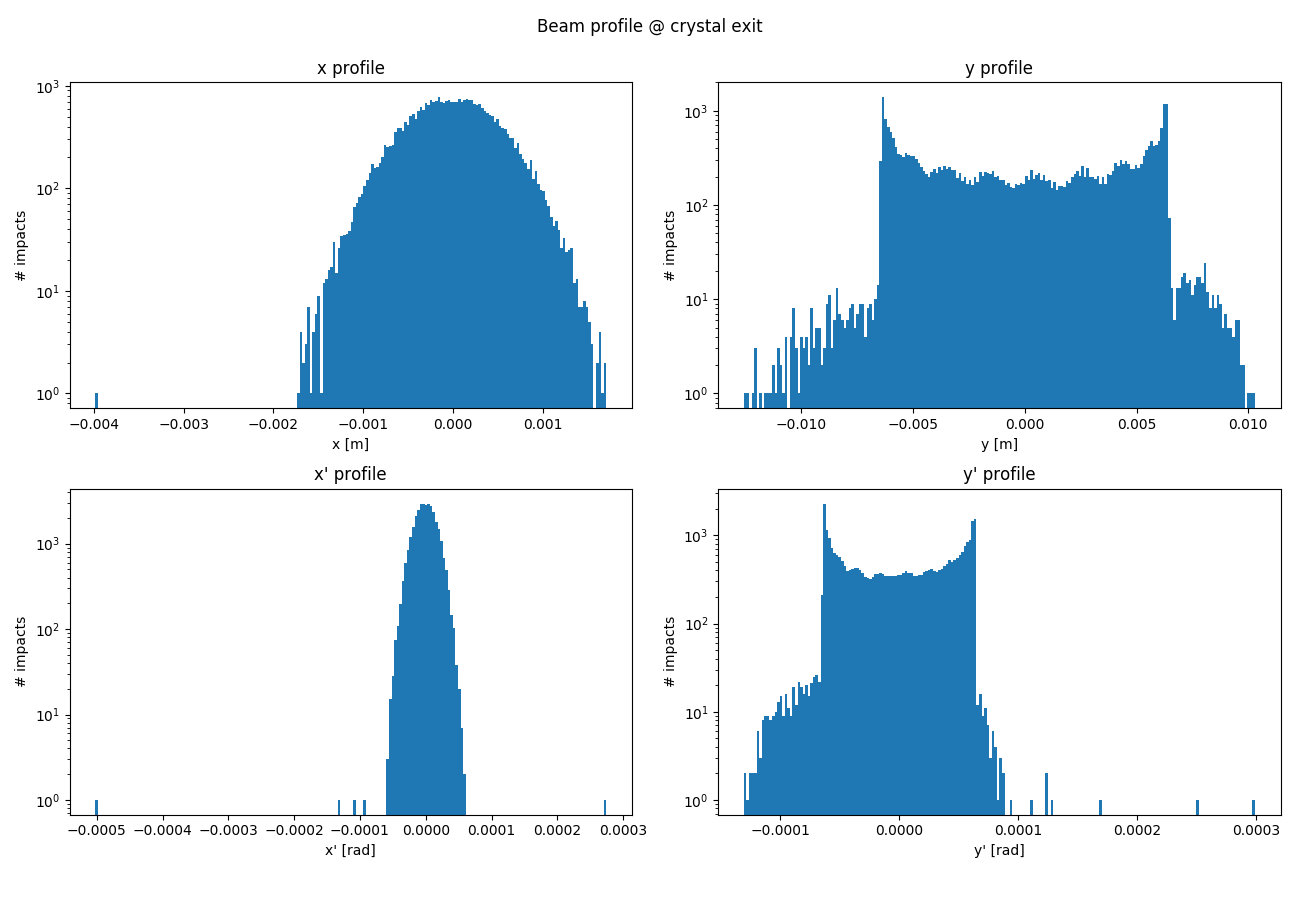 Beam profile @ crystal exit
x profile
10³
10²
10¹
10⁰
# impacts
−0.004 −0.003 −0.002 −0.001 0.000 0.001
x [m]
y profile
10³
10²
10¹
10⁰
# impacts
−0.010 −0.005 0.000 0.005 0.010
y [m]
x' profile
10³
10²
10¹
10⁰
# impacts
−0.0005 −0.0004 −0.0003 −0.0002 −0.0001 0.0000 0.0001 0.0002 0.0003
x' [rad]
y' profile
10³
10²
10¹
10⁰
# impacts
−0.0001 0.0000 0.0001 0.0002 0.0003
y' [rad]